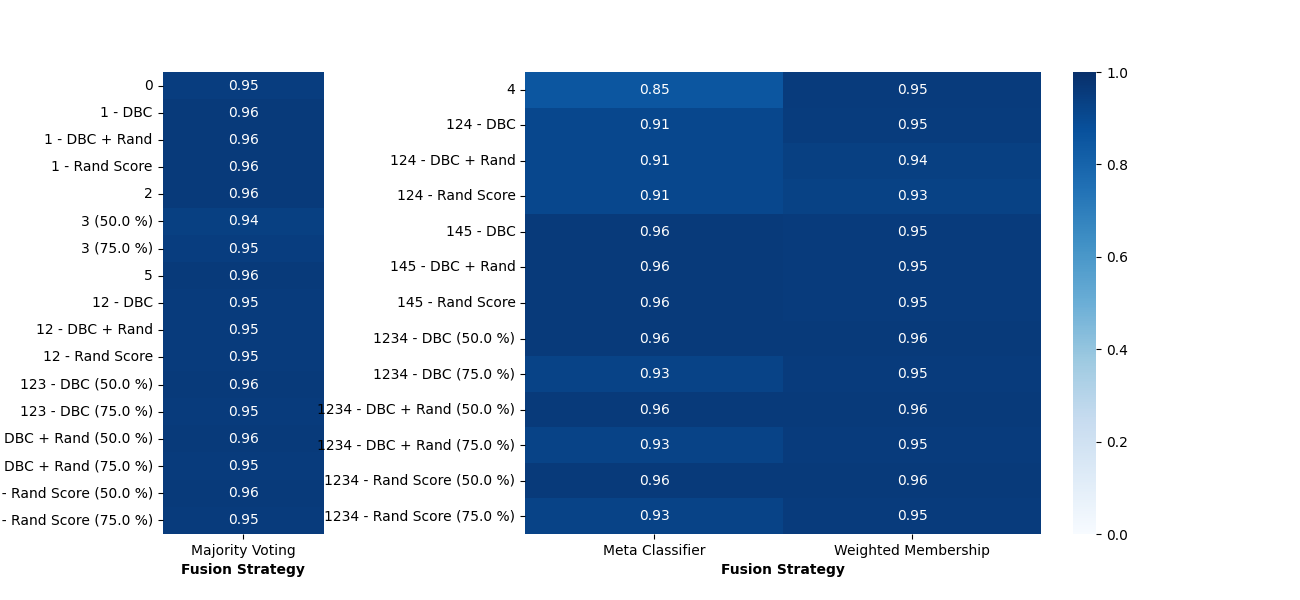 0 0.95
1 - DBC 0.96
1 - DBC + Rand 0.96
1 - Rand Score 0.96
2 0.96
3 (50.0 %) 0.94
3 (75.0 %) 0.95
5 0.96
12 - DBC 0.95
12 - DBC + Rand 0.95
12 - Rand Score 0.95
123 - DBC (50.0 %) 0.96
123 - DBC (75.0 %) 0.95
DBC + Rand (50.0 %) 0.96
DBC + Rand (75.0 %) 0.95
- Rand Score (50.0 %) 0.96
- Rand Score (75.0 %) 0.95
Majority Voting
Fusion Strategy
4 0.85 0.95
124 - DBC 0.91 0.95
124 - DBC + Rand 0.91 0.94
124 - Rand Score 0.91 0.93
145 - DBC 0.96 0.95
145 - DBC + Rand 0.96 0.95
145 - Rand Score 0.96 0.95
1234 - DBC (50.0 %) 0.96 0.96
1234 - DBC (75.0 %) 0.93 0.95
1234 - DBC + Rand (50.0 %) 0.96 0.96
1234 - DBC + Rand (75.0 %) 0.93 0.95
1234 - Rand Score (50.0 %) 0.96 0.96
1234 - Rand Score (75.0 %) 0.93 0.95
Meta Classifier Weighted Membership
Fusion Strategy
1.0
0.8
0.6
0.4
0.2
0.0